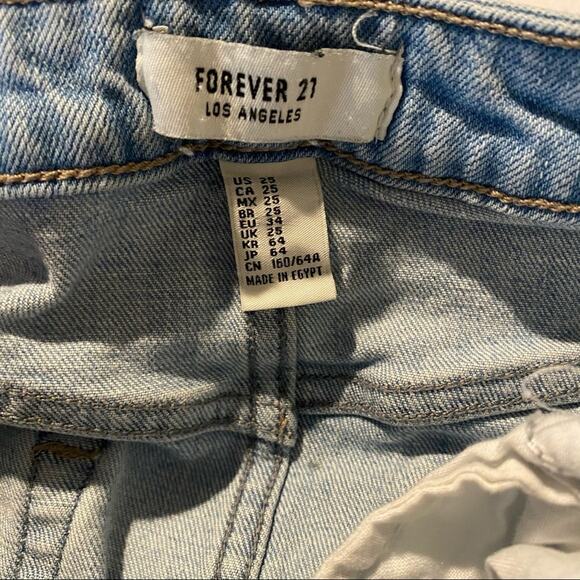 FOREVER 21
LOS ANGELES
US 25
CA 25
MX 25
BR 25
EU 34
UK 25
KR 64
JP 64
CN 160/64A
MADE IN EGYPT